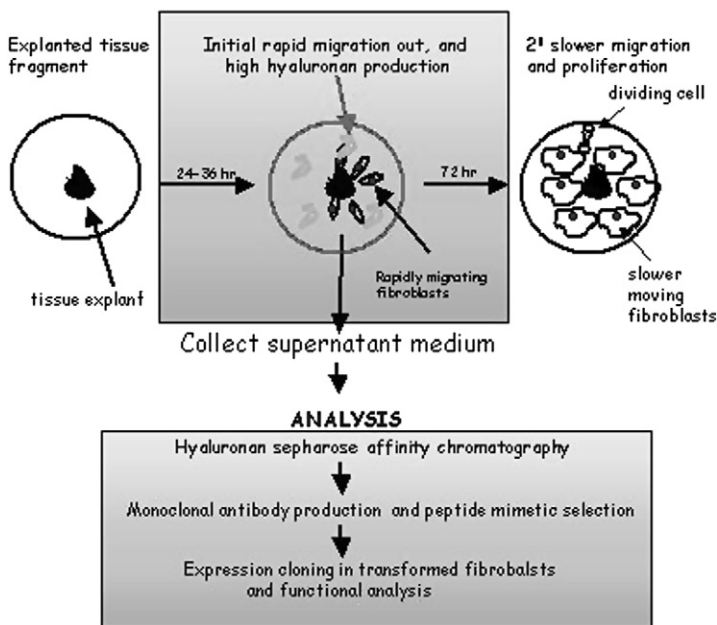 Explanted tissue
fragment
Initial rapid migration out, and
high hyaluronan production
2º slower migration
and proliferation
dividing cell
24-36 hr
72 hr
tissue explant
Rapidly migrating
fibroblasts
slower
moving
fibroblasts
Collect supernatant medium
ANALYSIS
Hyaluronan sepharose affinity chromatography
Monoclonal antibody production and peptide mimetic selection
Expression cloning in transformed fibrobalsts
and functional analysis